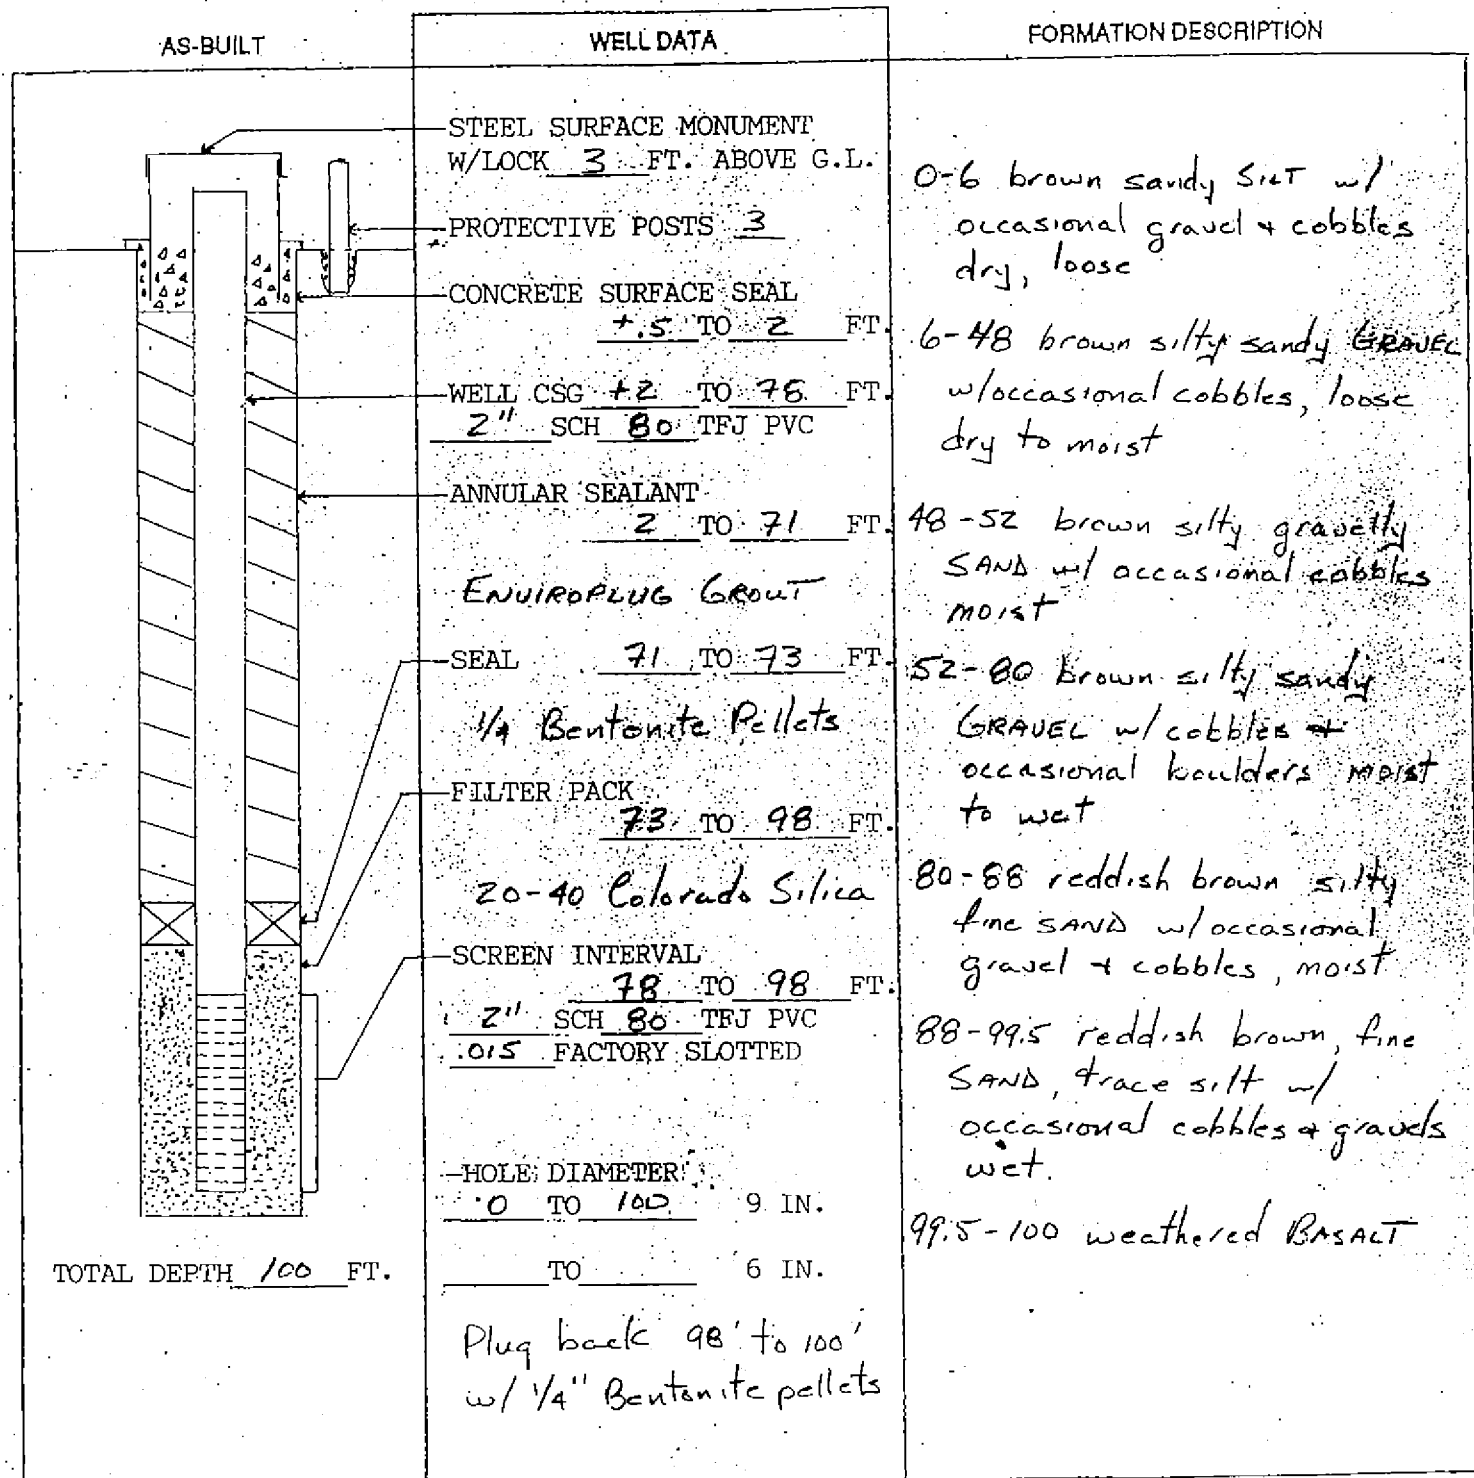 AS-BUILT
WELL DATA
FORMATION DESCRIPTION
STEEL SURFACE MONUMENT
W/LOCK 3 FT. ABOVE G.L.
PROTECTIVE POSTS 3
CONCRETE SURFACE SEAL
+.5 TO 2 FT.
WELL CSG +2 TO 78 FT.
2" SCH 80 TFJ PVC
ANNULAR SEALANT
2 TO 71 FT.
ENVIROPLUG GROUT
SEAL 71 TO 73 FT.
1/4 Bentonite Pellets
FILTER PACK
73 TO 98 FT.
20-40 Colorado Silica
SCREEN INTERVAL
78 TO 98 FT.
2" SCH 80 TFJ PVC
.015 FACTORY SLOTTED
HOLE DIAMETER
0 TO 100 9 IN.
TO 6 IN.
Plug back 98' to 100'
w/ 1/4" Bentonite pellets
0-6 brown sandy SILT w/
occasional gravel + cobbles
dry, loose
6-48 brown silty sandy GRAVEL
w/occasional cobbles, loose
dry to moist
48-52 brown silty gravelly
SAND w/ occasional cobbles
moist
52-80 brown silty sandy
GRAVEL w/ cobbles +
occasional boulders moist
to wet
80-88 reddish brown silty
fine SAND w/occasional
gravel + cobbles, moist
88-99.5 reddish brown, fine
SAND, trace silt w/
occasional cobbles + gravels
wet.
99.5-100 weathered BASALT
TOTAL DEPTH 100 FT.